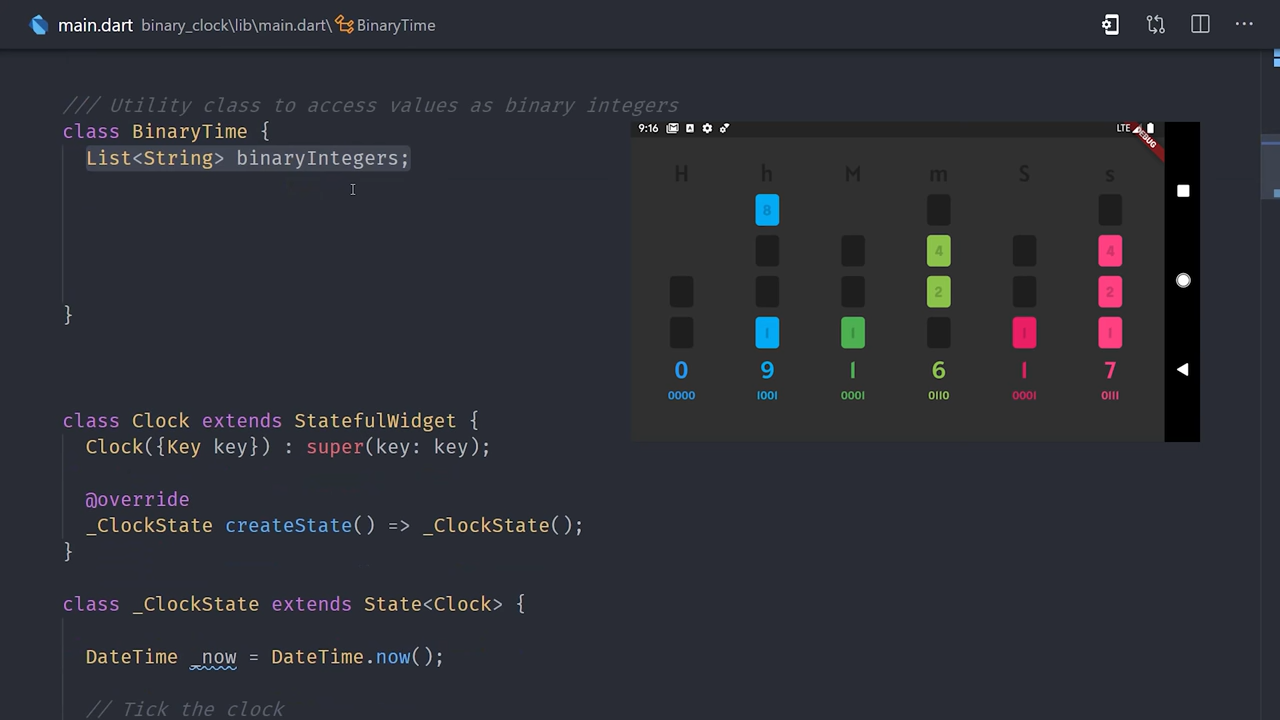 main.dart binary_clock\lib\main.dart\ BinaryTime
/// Utility class to access values as binary integers
class BinaryTime {
List<String> binaryIntegers;
}
class Clock extends StatefulWidget {
Clock({Key key}) : super(key: key);
@override
_ClockState createState() => _ClockState();
}
class _ClockState extends State<Clock> {
DateTime _now = DateTime.now();
// Tick the clock
9:16 A LTE
DEBUG
H h M m S s
8
4 4
2 2
1 1 1 1
0 9 1 6 1 7
0000 1001 0001 0110 0001 0111